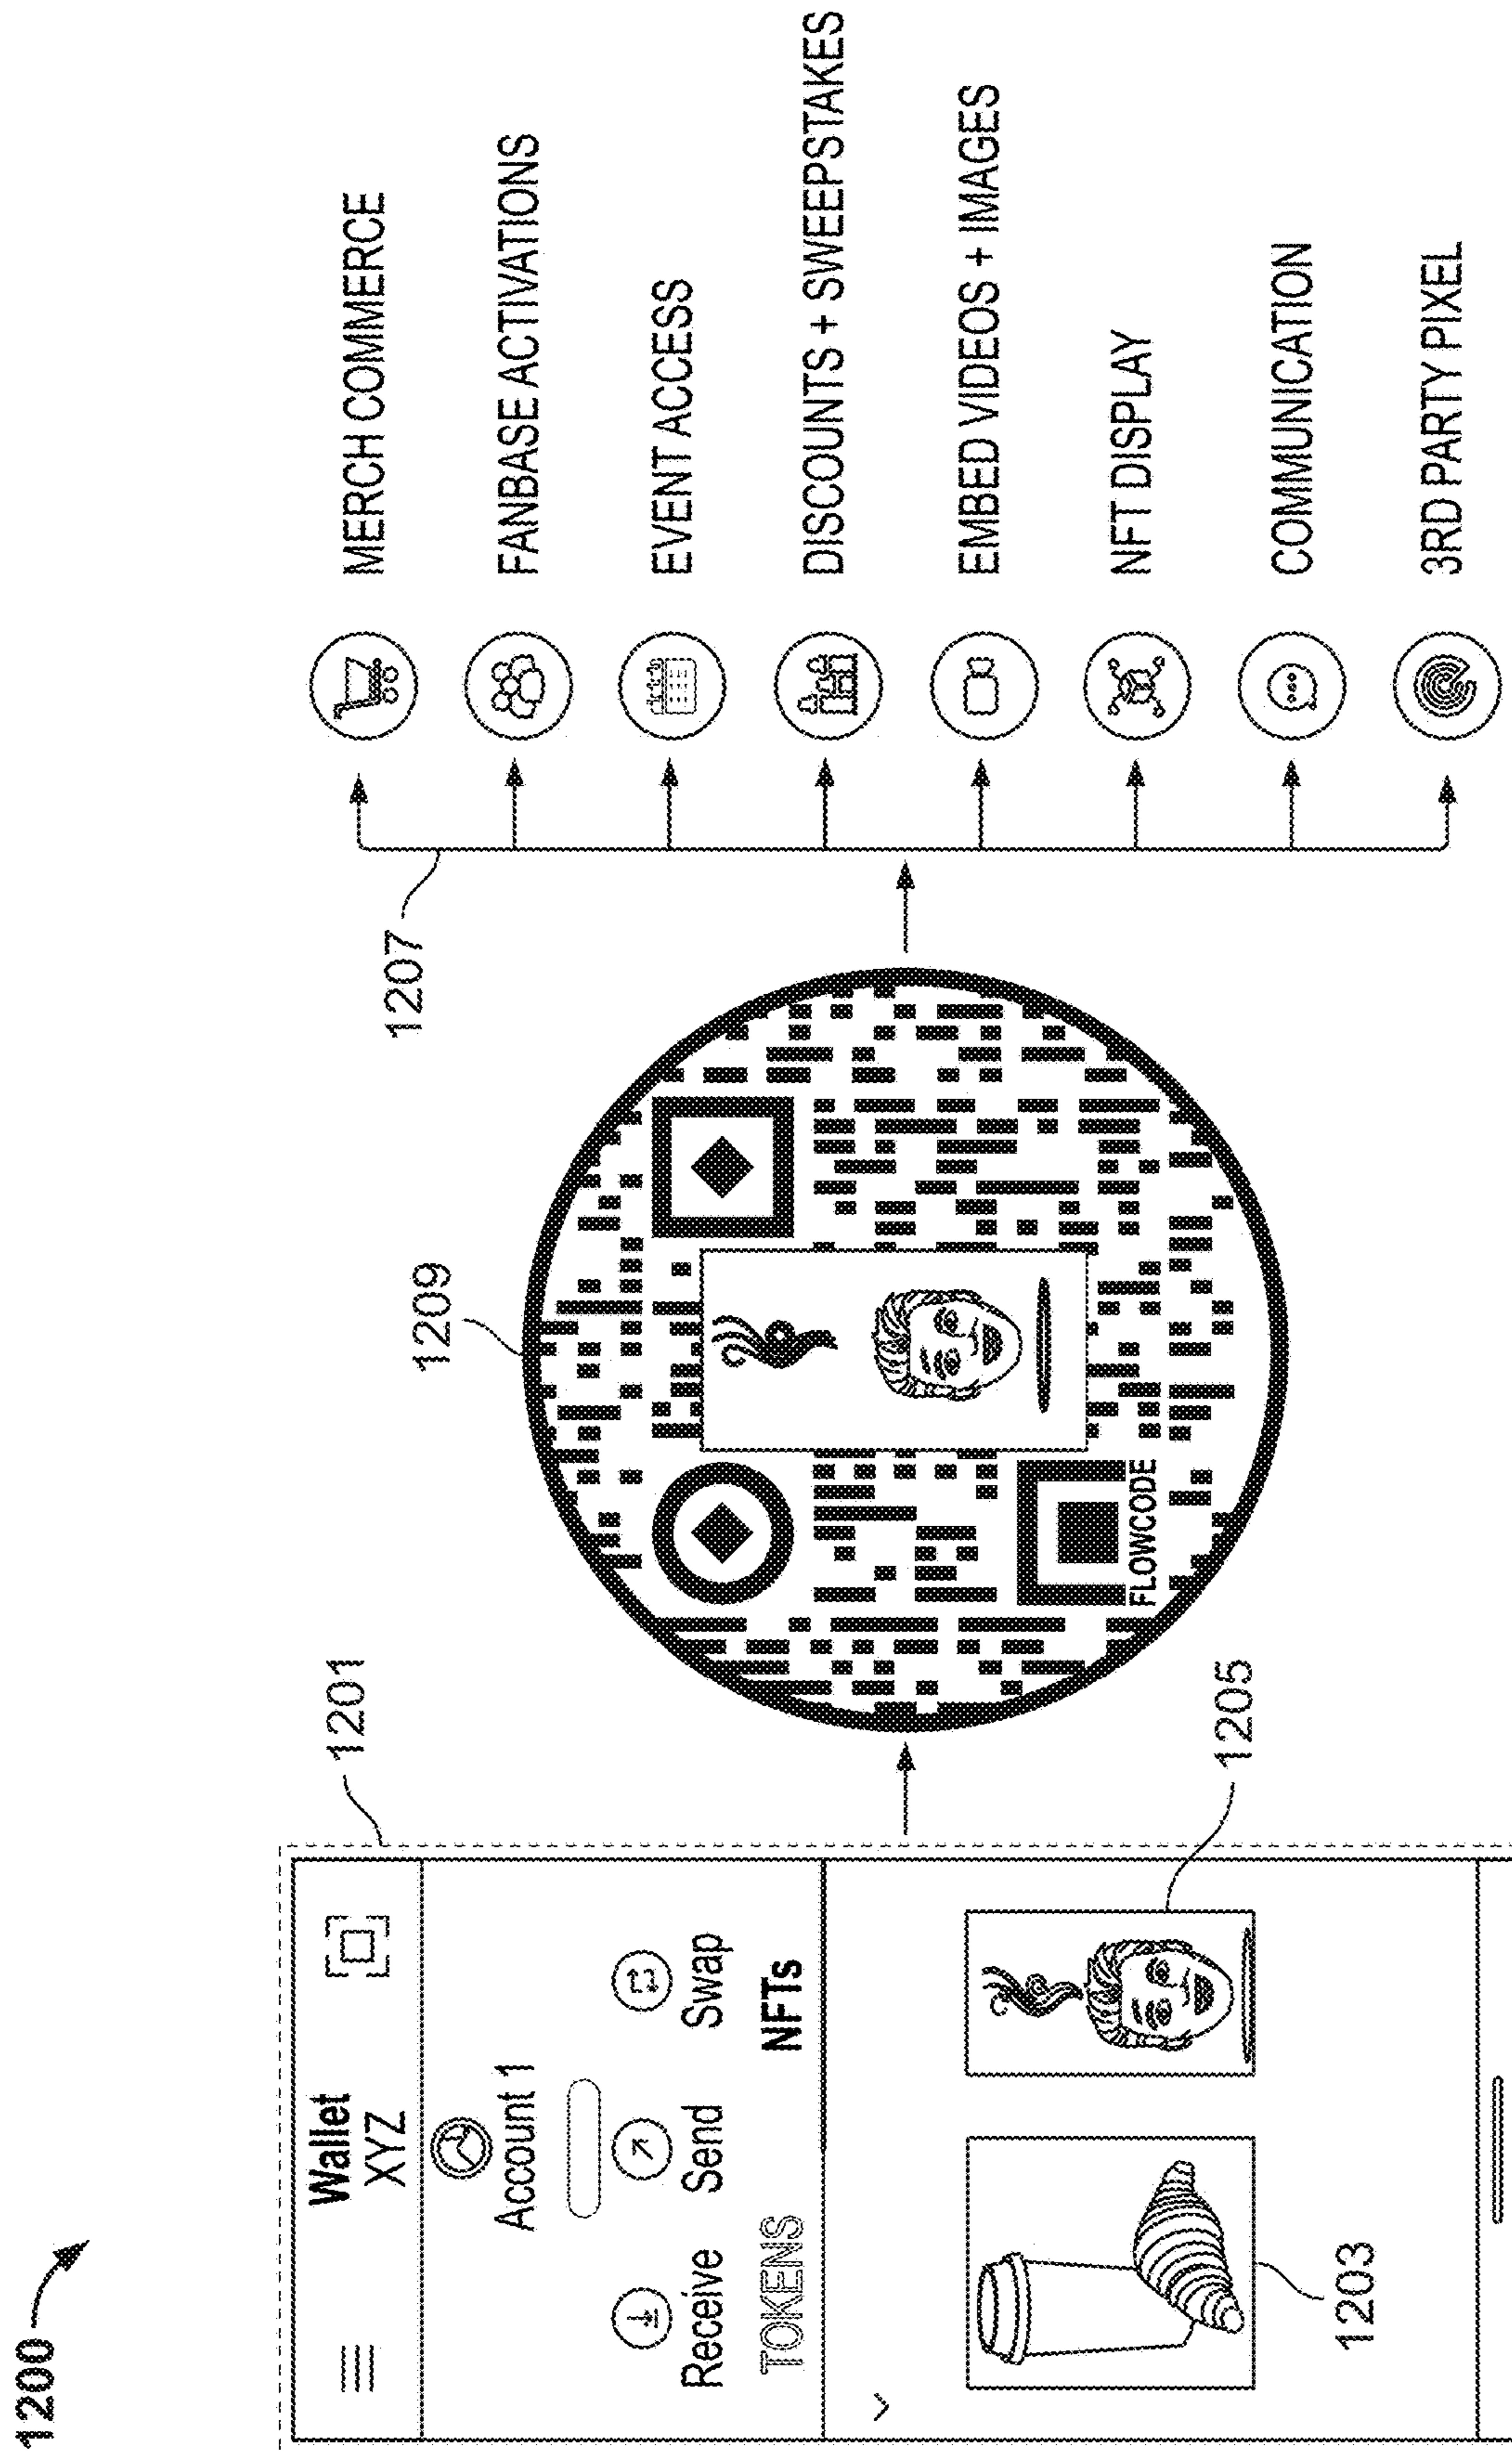 1200
1201
Wallet
XYZ
Account 1
Receive Send Swap
TOKENS NFTs
1203
1205
1209
FLOWCODE
1207
MERCH COMMERCE
FANBASE ACTIVATIONS
EVENT ACCESS
DISCOUNTS + SWEEPSTAKES
EMBED VIDEOS + IMAGES
NFT DISPLAY
COMMUNICATION
3RD PARTY PIXEL